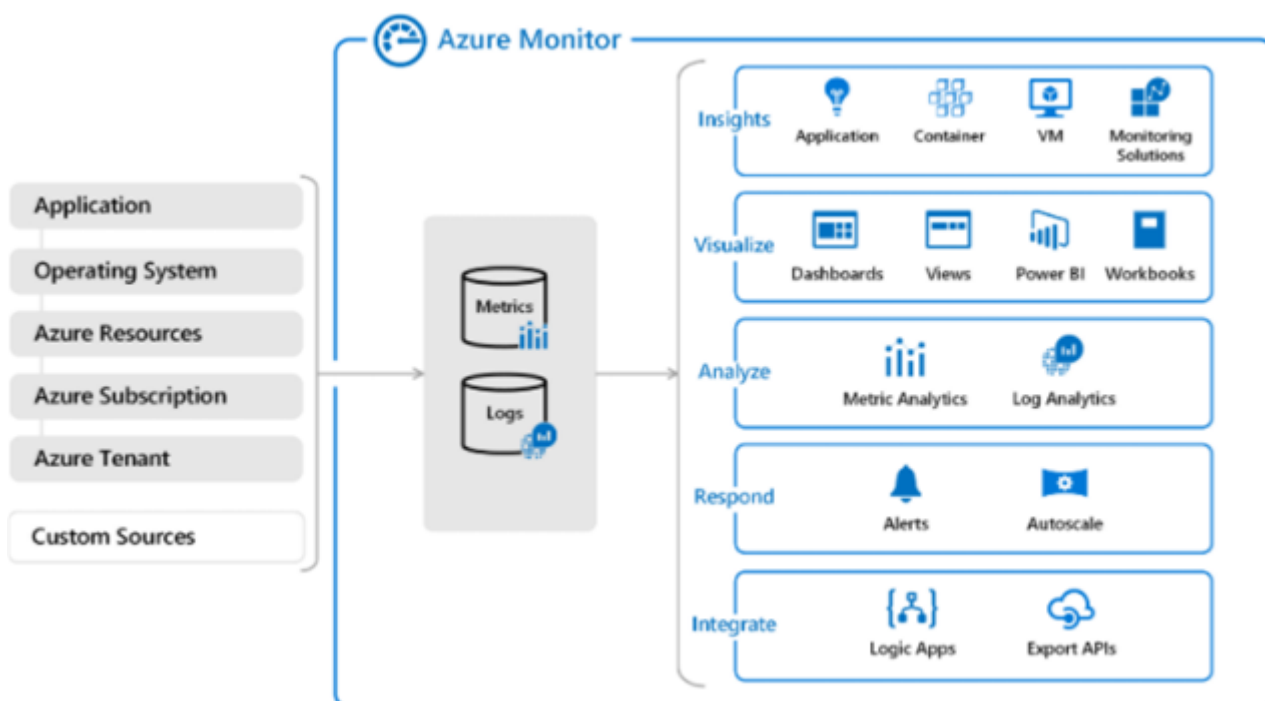 Azure Monitor
Application
Operating System
Azure Resources
Azure Subscription
Azure Tenant
Custom Sources
Metrics
Logs
Insights
Application
Container
VM
Monitoring
Solutions
Visualize
Dashboards
Views
Power BI
Workbooks
Analyze
Metric Analytics
Log Analytics
Respond
Alerts
Autoscale
Integrate
Logic Apps
Export APIs